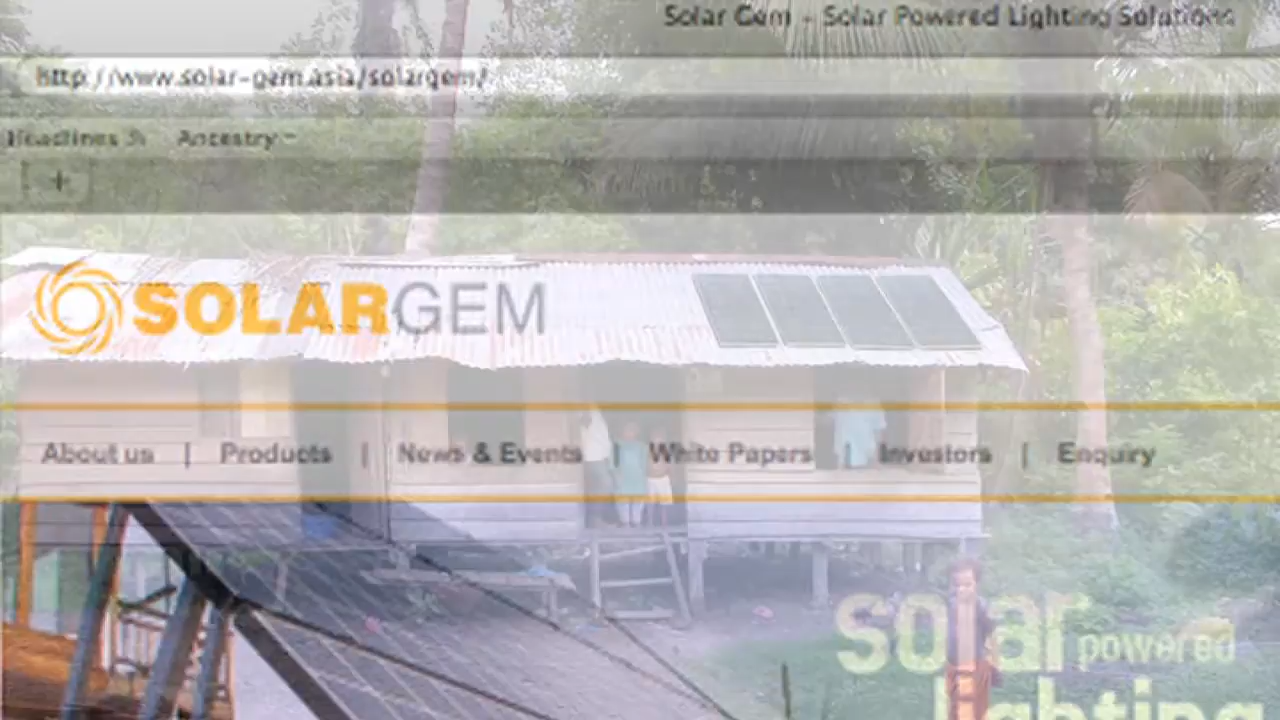 Solar Gem - Solar Powered Lighting Solutions
http://www.solar-gem.asia/solargem/
Headlines Ancestry
+
SOLARGEM
About us | Products | News & Events | White Papers | Investors | Enquiry
solar powered
lighting